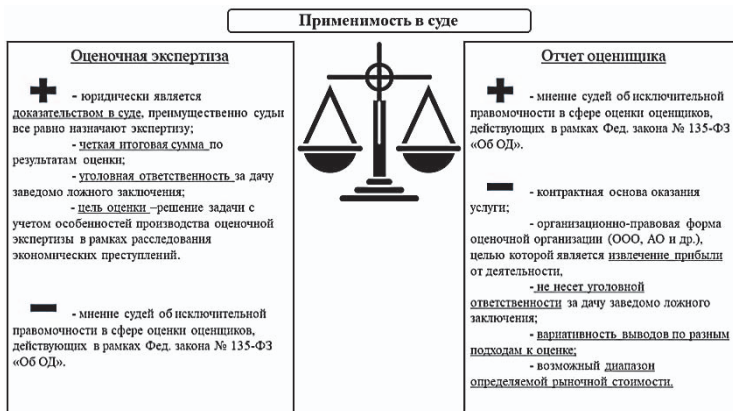 Применимость в суде
Оценочная экспертиза
- юридически является
доказательством в суде, преимущественно судьи
все равно назначают экспертизу;
- четкая итоговая сумма по
результатам оценки;
- уголовная ответственность за дачу
заведомо ложного заключения;
- цель оценки –решение задачи с
учетом особенностей производства оценочной
экспертизы в рамках расследования
экономических преступлений.
- мнение судей об исключительной
правомочности в сфере оценки оценщиков,
действующих в рамках Фед. закона № 135-ФЗ
«Об ОД».
Отчет оценищика
- мнение судей об исключительной
правомочности в сфере оценки оценщиков,
действующих в рамках Фед. закона № 135-ФЗ
«Об ОД».
- контрактная основа оказания
услуги;
- организационно-правовая форма
оценочной организации (ООО, АО и др.),
целью которой является извлечение прибыли
от деятельности,
- не несет уголовной
ответственности за дачу заведомо ложного
заключения;
- вариативность выводов по разным
подходам к оценке;
- возможный диапазон
определяемой рыночной стоимости.